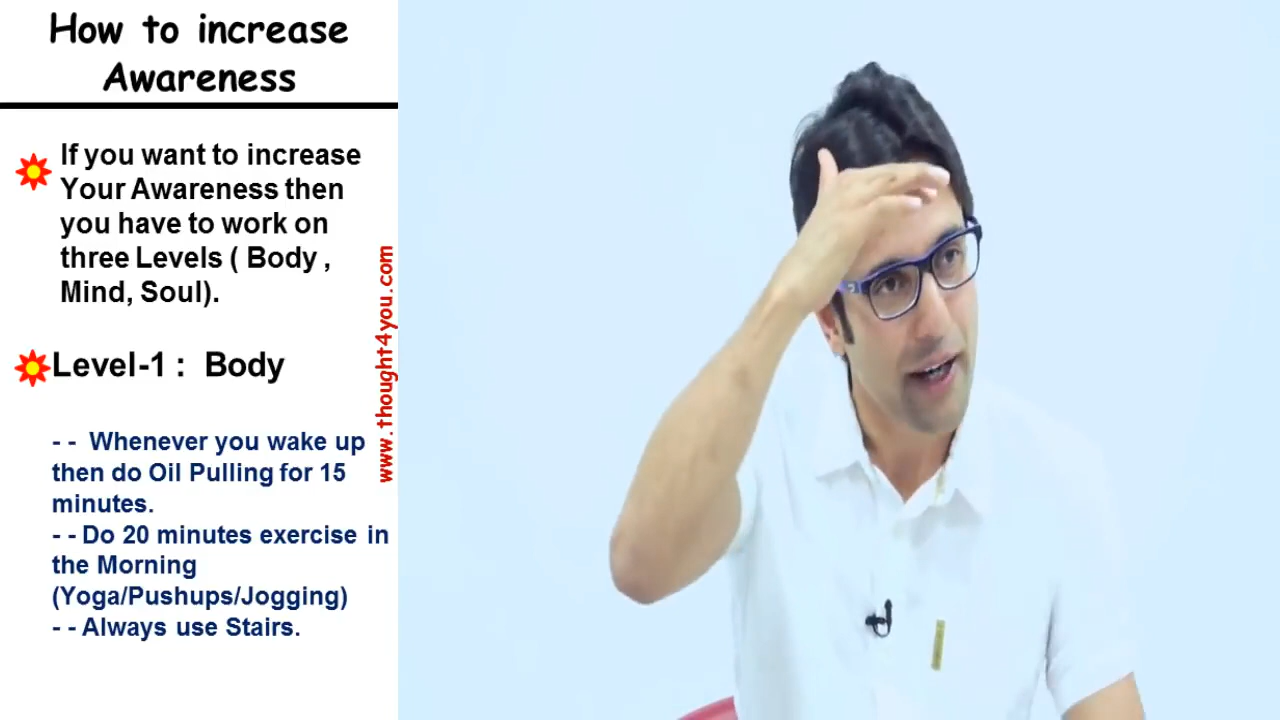 How to increase
Awareness
If you want to increase
Your Awareness then
you have to work on
three Levels ( Body ,
Mind, Soul).
Level-1 :  Body
- -  Whenever you wake up
then do Oil Pulling for 15
minutes.
- - Do 20 minutes exercise in
the Morning
(Yoga/Pushups/Jogging)
- - Always use Stairs.
www.thought4you.com